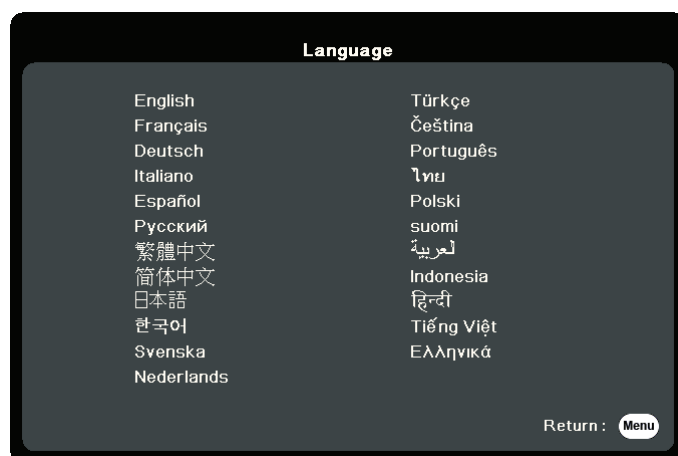 Language
English
Français
Deutsch
Italiano
Español
Русский
繁體中文
简体中文
日本語
한국어
Svenska
Nederlands
Türkçe
Čeština
Português
ไทย
Polski
suomi
العربية
Indonesia
हिन्दी
Tiếng Việt
Ελληνικά
Return : Menu